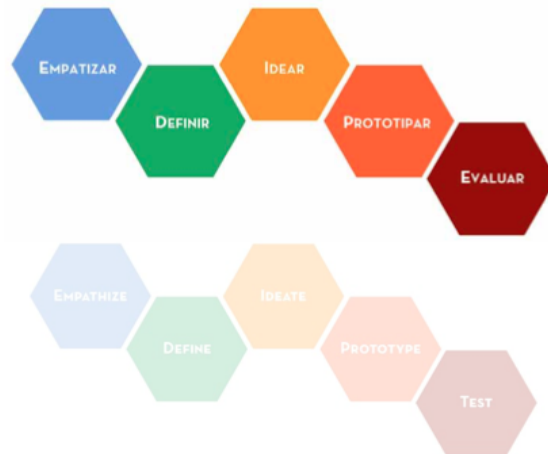 EMPATIZAR
IDEAR
DEFINIR
PROTOTIPAR
EVALUAR
EMPATHIZE
IDEATE
DEFINE
PROTOTYPE
TEST